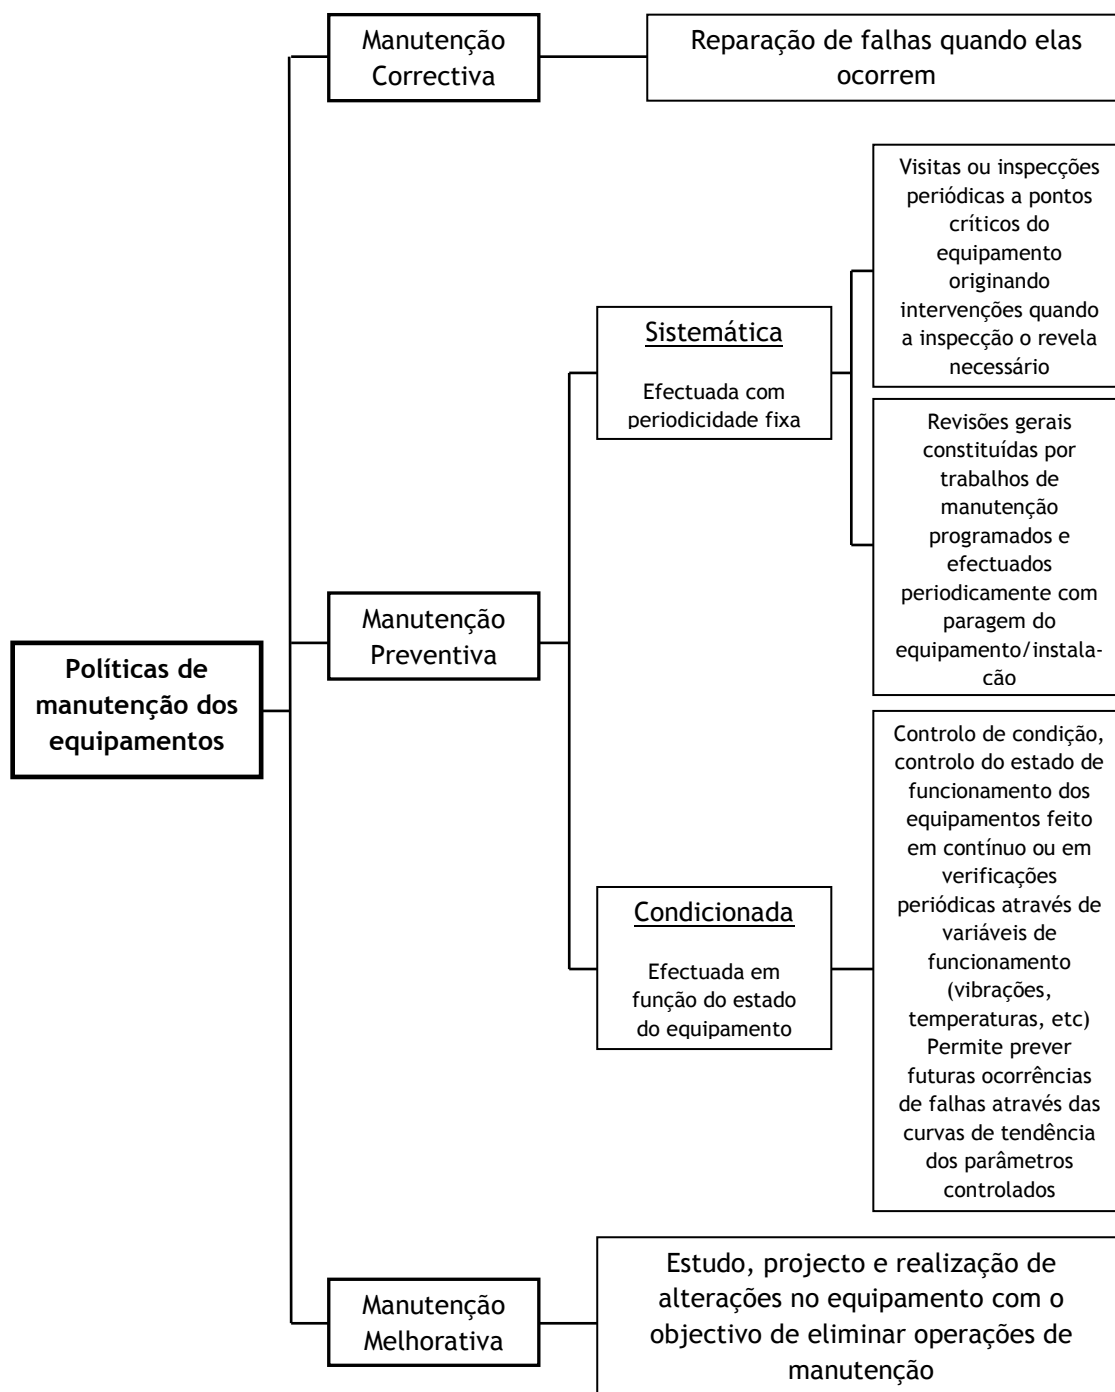 Manutenção
Correctiva
Reparação de falhas quando elas
ocorrem
Visitas ou inspecções
periódicas a pontos
críticos do
equipamento
originando
intervenções quando
a inspecção o revela
necessário
Sistemática
Efectuada com
periodicidade fixa
Revisões gerais
constituídas por
trabalhos de
manutenção
programados e
efectuados
periodicamente com
paragem do
equipamento/instala-
cão
Manutenção
Preventiva
Políticas de
manutenção dos
equipamentos
Controlo de condição,
controlo do estado de
funcionamento dos
equipamentos feito
em contínuo ou em
verificações
periódicas através de
variáveis de
funcionamento
(vibrações,
temperaturas, etc)
Permite prever
futuras ocorrências
de falhas através das
curvas de tendência
dos parâmetros
controlados
Condicionada
Efectuada em
função do estado
do equipamento
Manutenção
Melhorativa
Estudo, projecto e realização de
alterações no equipamento com o
objectivo de eliminar operações de
manutenção